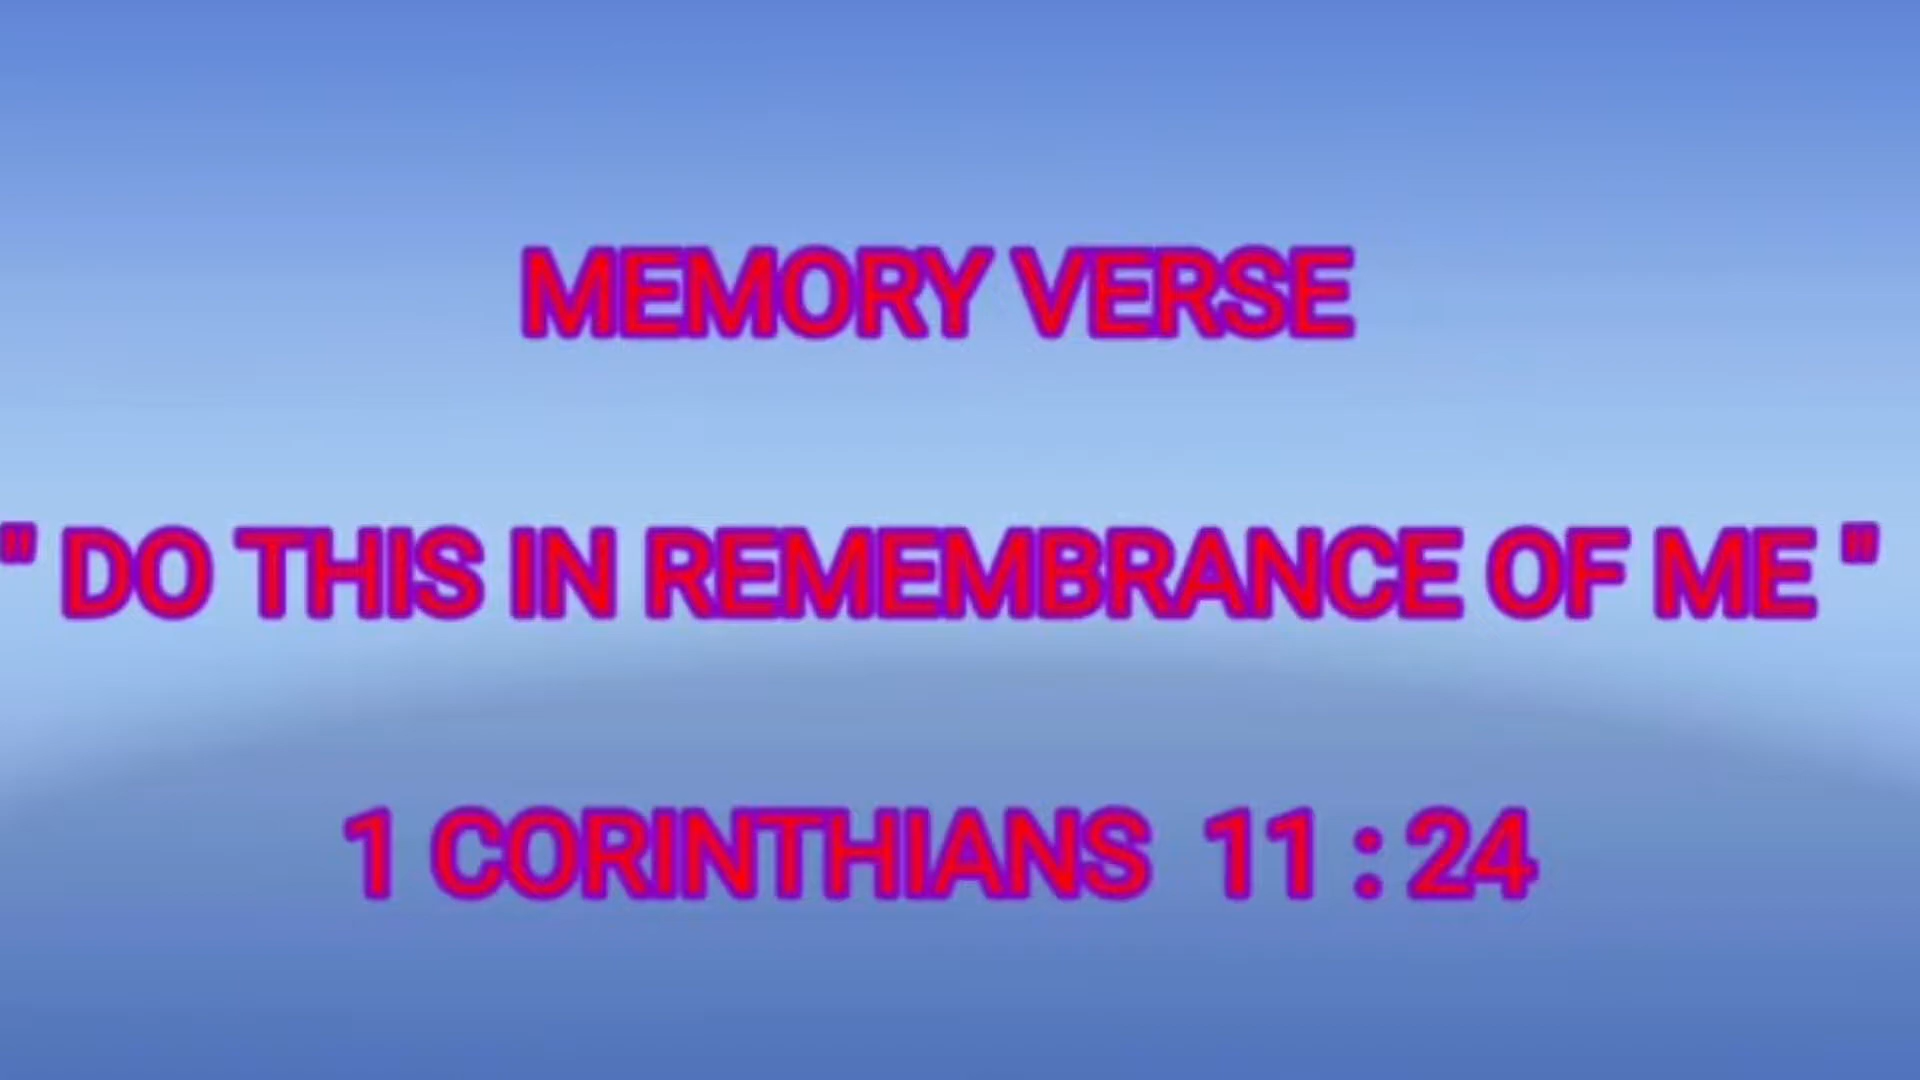 MEMORY VERSE
" DO THIS IN REMEMBRANCE OF ME "
1 CORINTHIANS 11 : 24